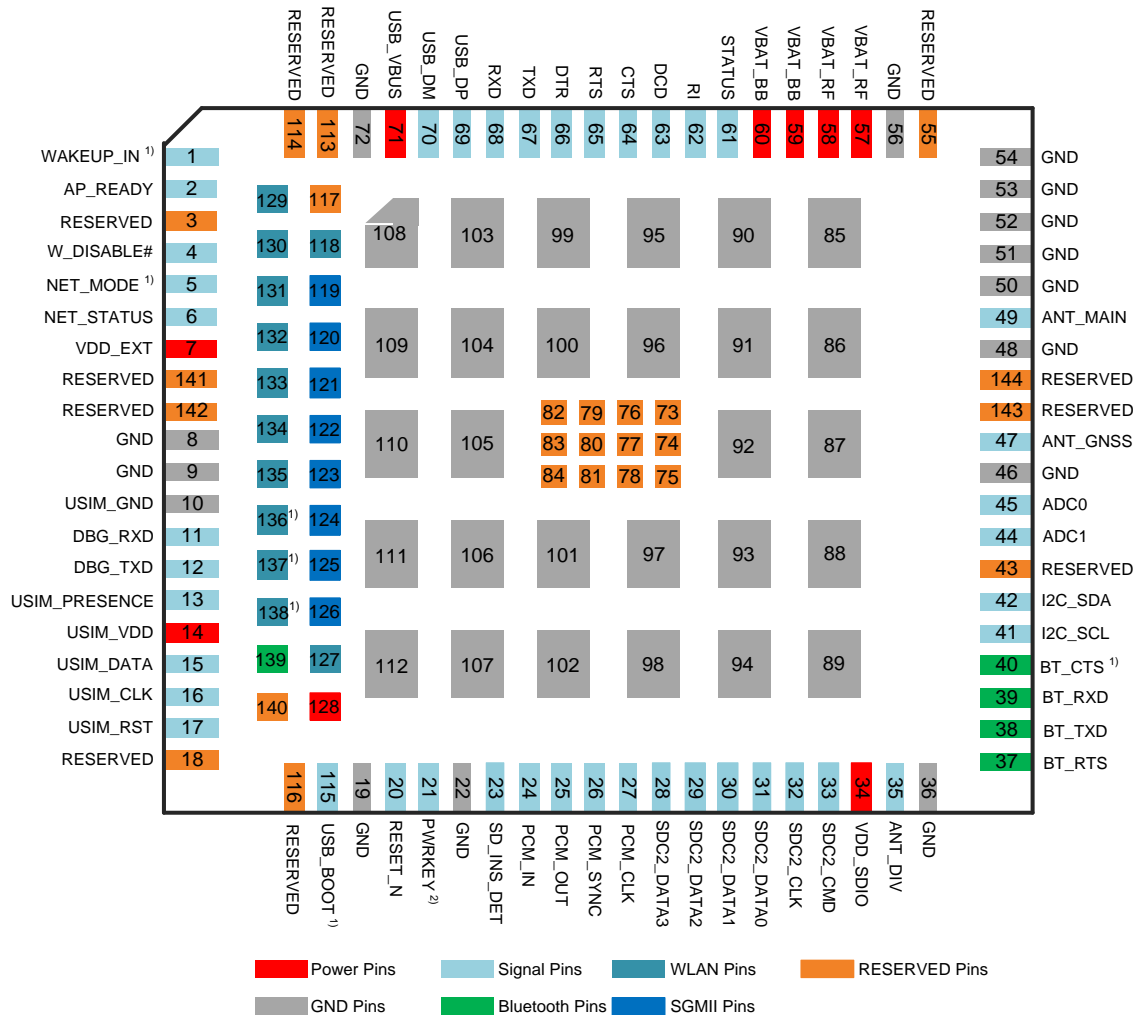 RESERVED
RESERVED
GND
USB_VBUS
USB_DM
USB_DP
RXD
TXD
DTR
RTS
CTS
DCD
RI
STATUS
VBAT_BB
VBAT_BB
VBAT_RF
VBAT_RF
GND
RESERVED
114
113
72
71
70
69
68
67
66
65
64
63
62
61
60
59
58
57
56
55
WAKEUP_IN 1)
1
AP_READY
2
RESERVED
3
W_DISABLE#
4
NET_MODE 1)
5
NET_STATUS
6
VDD_EXT
7
RESERVED
141
RESERVED
142
GND
8
GND
9
USIM_GND
10
DBG_RXD
11
DBG_TXD
12
USIM_PRESENCE
13
USIM_VDD
14
USIM_DATA
15
USIM_CLK
16
USIM_RST
17
RESERVED
18
129
130
131
132
133
134
135
136 1)
137 1)
138 1)
139
140
117
118
119
120
121
122
123
124
125
126
127
128
108
103
99
95
90
85
109
104
100
96
91
86
110
105
82
79
76
73
83
80
77
74
84
81
78
75
92
87
111
106
101
97
93
88
112
107
102
98
94
89
54
GND
53
GND
52
GND
51
GND
50
GND
49
ANT_MAIN
48
GND
144
RESERVED
143
RESERVED
47
ANT_GNSS
46
GND
45
ADC0
44
ADC1
43
RESERVED
42
I2C_SDA
41
I2C_SCL
40
BT_CTS 1)
39
BT_RXD
38
BT_TXD
37
BT_RTS
116
115
19
20
21
22
23
24
25
26
27
28
29
30
31
32
33
34
35
36
RESERVED
USB_BOOT 1)
GND
RESET_N
PWRKEY 2)
GND
SD_INS_DET
PCM_IN
PCM_OUT
PCM_SYNC
PCM_CLK
SDC2_DATA3
SDC2_DATA2
SDC2_DATA1
SDC2_DATA0
SDC2_CLK
SDC2_CMD
VDD_SDIO
ANT_DIV
GND
Power Pins
Signal Pins
WLAN Pins
RESERVED Pins
GND Pins
Bluetooth Pins
SGMII Pins